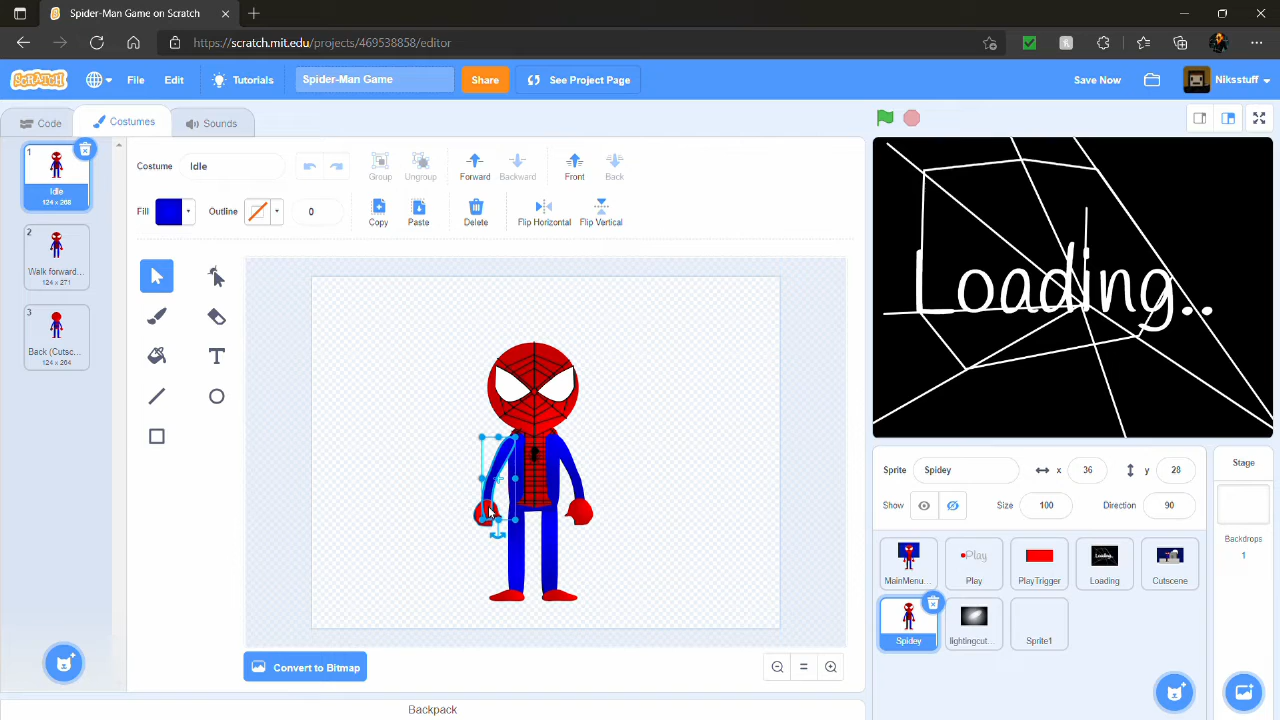 Spider-Man Game on Scratch
https://scratch.mit.edu/projects/469538858/editor
SCRATCH
File
Edit
Tutorials
Spider-Man Game
Share
See Project Page
Save Now
Niksstuff
Code
Costumes
Sounds
1
Idle
124 x 268
2
Walk forward...
124 x 271
3
Back (Cutsc...
124 x 264
Costume
Idle
Group
Ungroup
Forward
Backward
Front
Back
Fill
Outline
0
Copy
Paste
Delete
Flip Horizontal
Flip Vertical
Convert to Bitmap
Backpack
Loading..
Sprite
Spidey
x
36
y
28
Show
Size
100
Direction
90
MainMenu...
Play
Play
PlayTrigger
Loading..
Loading
Cutscene
Spidey
lightingcut...
Sprite1
Stage
Backdrops
1